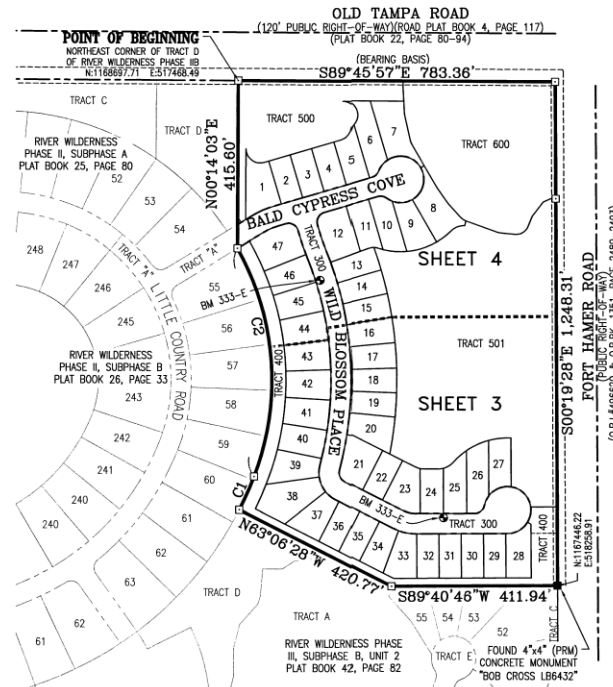 OLD TAMPA ROAD
(120' PUBLIC RIGHT-OF-WAY)(ROAD PLAT BOOK 4, PAGE 117)
(PLAT BOOK 22, PAGE 80-94)
POINT OF BEGINNING
NORTHEAST CORNER OF TRACT D
OF RIVER WILDERNESS PHASE IIB
N:1168697.71 E:517468.49
(BEARING BASIS)
S89°45'57"E 783.36'
TRACT C
TRACT D
TRACT 500
TRACT 600
RIVER WILDERNESS
PHASE II, SUBPHASE A
PLAT BOOK 25, PAGE 80
N00°14'03"E
415.60'
52
53
54
1
2
3
4
5
6
7
8
9
10
11
12
BALD CYPRESS COVE
TRACT "A"
TRACT "A"
248
247
246
245
LITTLE COUNTRY ROAD
47
46
45
44
TRACT 300
BM 333-E
13
14
15
SHEET 4
55
56
57
58
59
60
61
62
63
C2
WILD BLOSSOM PLACE
TRACT 400
43
42
41
40
39
38
37
36
35
34
16
17
18
19
20
TRACT 501
SHEET 3
S00°19'28"E 1,248.31'
FORT HAMER ROAD
(PUBLIC RIGHT-OF-WAY)
RIVER WILDERNESS
PHASE II, SUBPHASE B
PLAT BOOK 26, PAGE 33
243
242
241
240
240
C1
21
22
23
24
25
26
27
BM 333-E
TRACT 300
33
32
31
30
29
28
TRACT 400
N:1167446.22
E:518258.91
N63°06'28"W 420.77'
S89°40'46"W 411.94'
61
62
TRACT D
TRACT A
55
54
53
52
TRACT C
TRACT E
RIVER WILDERNESS PHASE
III, SUBPHASE B, UNIT 2
PLAT BOOK 42, PAGE 82
FOUND 4"x4" (PRM)
CONCRETE MONUMENT
"BOB CROSS LB6432"